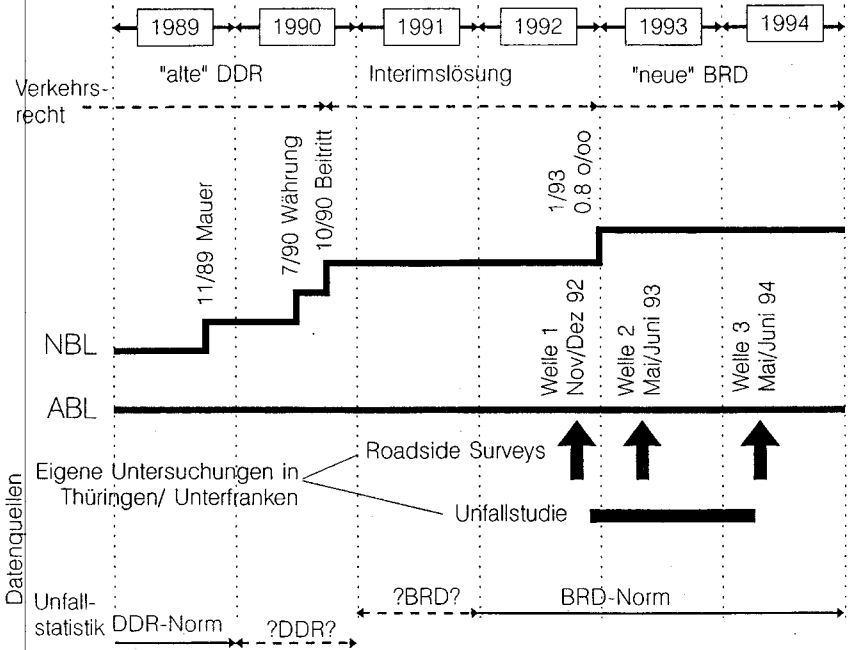 1989 1990 1991 1992 1993 1994
"alte" DDR Interimslösung "neue" BRD
Verkehrs-
recht
11/89 Mauer
7/90 Währung
10/90 Beitritt
1/93
0.8 o/oo
NBL
ABL
Welle 1
Nov/Dez 92
Welle 2
Mai/Juni 93
Welle 3
Mai/Juni 94
Roadside Surveys
Eigene Untersuchungen in
Thüringen/ Unterfranken
Unfallstudie
Datenquellen
Unfall-
statistik
DDR-Norm
?DDR?
?BRD?
BRD-Norm